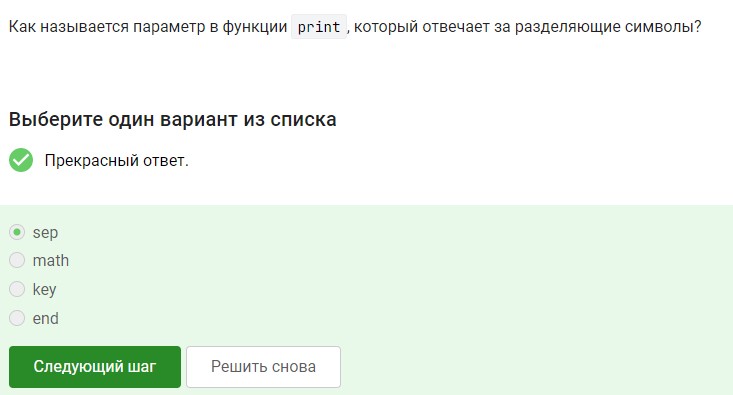 Как называется параметр в функции print, который отвечает за разделяющие символы?
Выберите один вариант из списка
Прекрасный ответ.
sep
math
key
end
Следующий шаг Решить снова